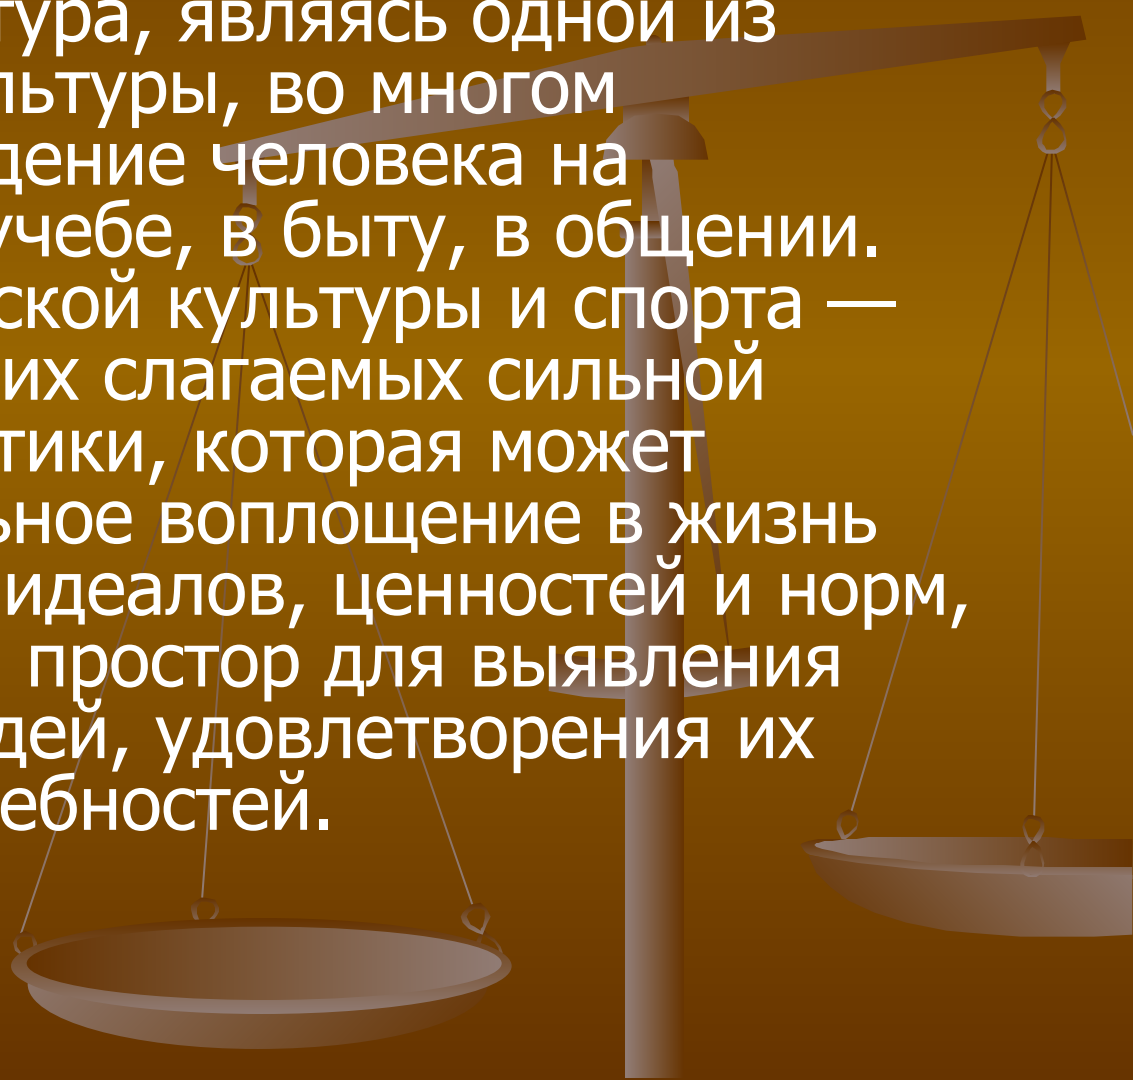 тура, являясь одной из
льтуры, во многом
дение человека на
учебе, в быту, в общении.
ской культуры и спорта —
их слагаемых сильной
тики, которая может
ьное воплощение в жизнь
идеалов, ценностей и норм,
простор для выявления
дей, удовлетворения их
ебностей.